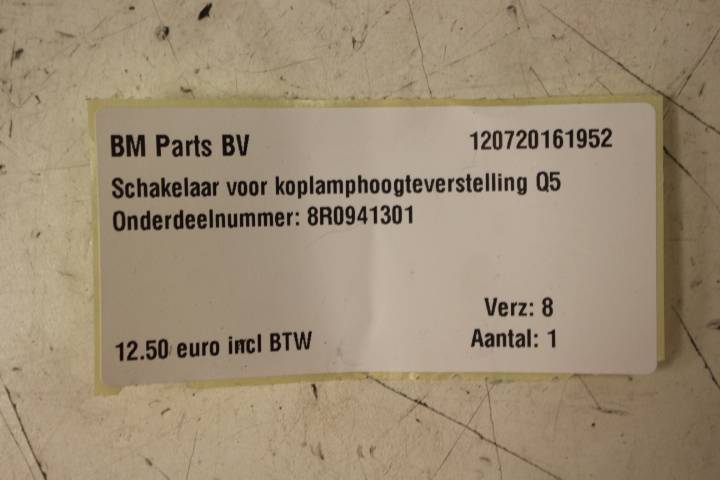 BM Parts BV 120720161952
Schakelaar voor koplamphoogteverstelling Q5
Onderdeelnummer: 8R0941301
Verz: 8
12.50 euro incl BTW Aantal: 1